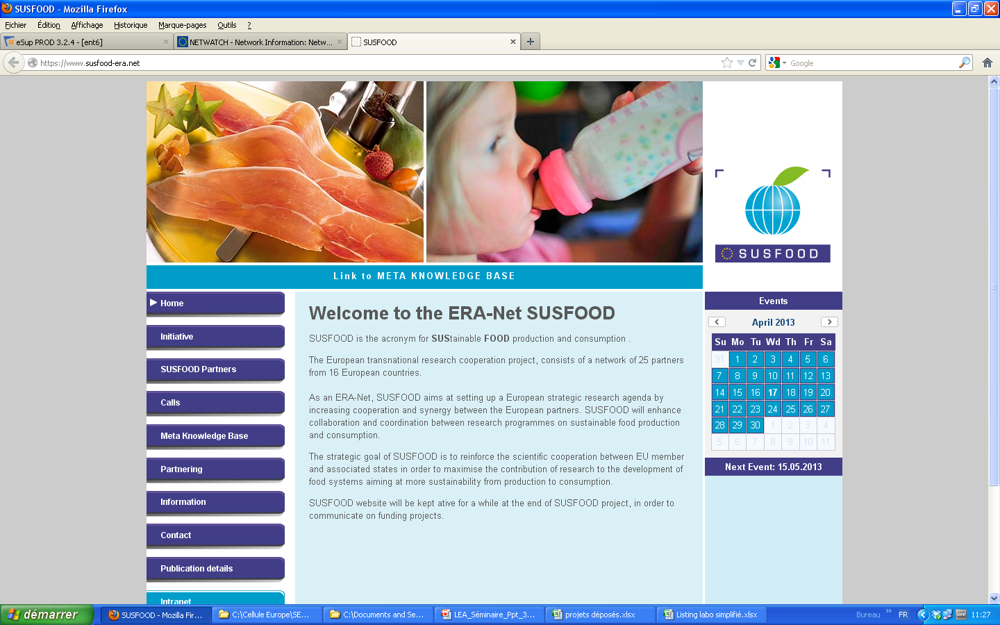 SUSFOOD - Mozilla Firefox
Fichier Édition Affichage Historique Marque-pages Outils ?
eSup PROD 3.2.4 - [ent6]
NETWATCH - Network Information: Netw...
SUSFOOD
https://www.susfood-era.net
Google
SUSFOOD
Link to META KNOWLEDGE BASE
Home
Initiative
SUSFOOD Partners
Calls
Meta Knowledge Base
Partnering
Information
Contact
Publication details
Intranet
Welcome to the ERA-Net SUSFOOD
SUSFOOD is the acronym for SUStainable FOOD production and consumption .
The European transnational research cooperation project, consists of a network of 25 partners
from 16 European countries.
As an ERA-Net, SUSFOOD aims at setting up a European strategic research agenda by
increasing cooperation and synergy between the European partners. SUSFOOD will enhance
collaboration and coordination between research programmes on sustainable food production
and consumption.
The strategic goal of SUSFOOD is to reinforce the scientific cooperation between EU member
and associated states in order to maximise the contribution of research to the development of
food systems aiming at more sustainability from production to consumption.
SUSFOOD website will be kept ative for a while at the end of SUSFOOD project, in order to
communicate on funding projects.
Events
April 2013
Su Mo Tu Wd Th Fr Sa
31 1 2 3 4 5 6
7 8 9 10 11 12 13
14 15 16 17 18 19 20
21 22 23 24 25 26 27
28 29 30 1 2 3 4
5 6 7 8 9 10 11
Next Event: 15.05.2013
démarrer
SUSFOOD - Mozilla Fir...
C:\Cellule Europe\SE...
C:\Documents and Se...
LEA_Séminaire_Ppt_3...
projets déposés.xlsx
Listing labo simplifié.xlsx
Bureau
FR
OFF
11:27